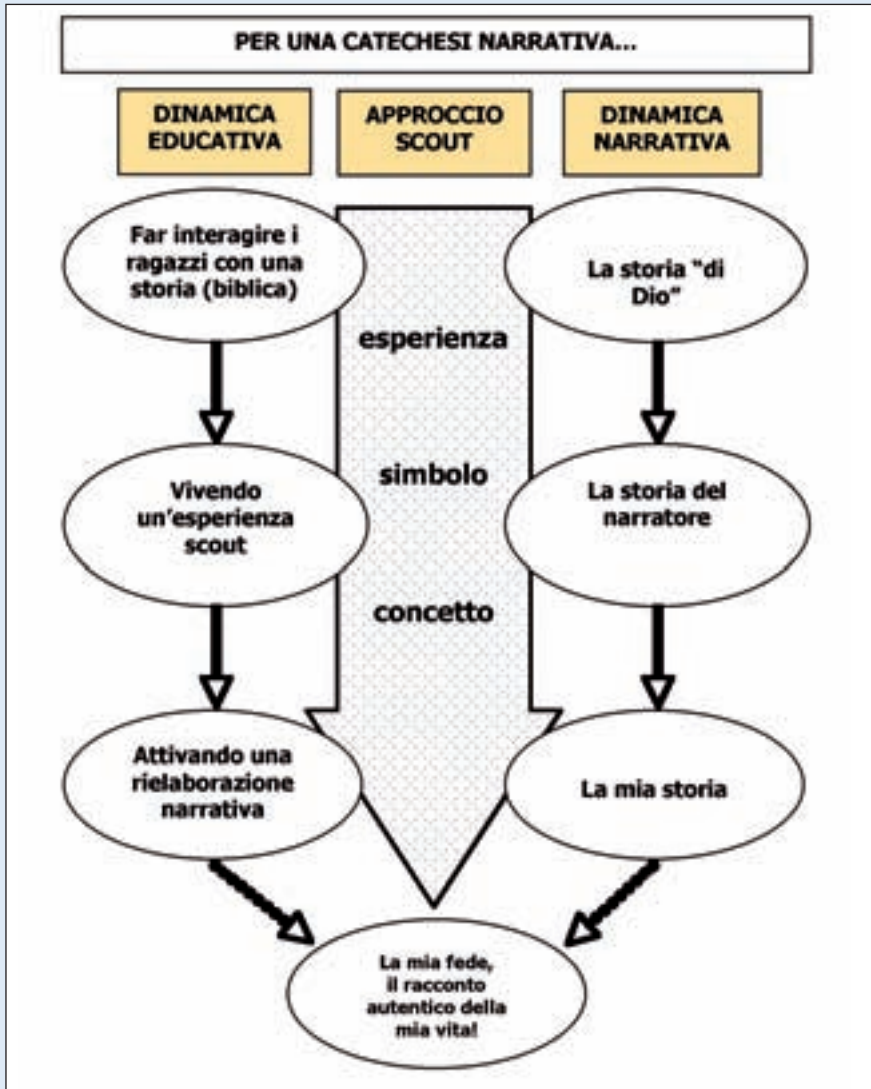 PER UNA CATECHESI NARRATIVA...
DINAMICA
EDUCATIVA
APPROCCIO
SCOUT
DINAMICA
NARRATIVA
Far interagire i
ragazzi con una
storia (biblica)
esperienza
La storia "di
Dio"
Vivendo
un'esperienza
scout
simbolo
La storia del
narratore
concetto
Attivando una
rielaborazione
narrativa
La mia storia
La mia fede,
il racconto
autentico della
mia vita!